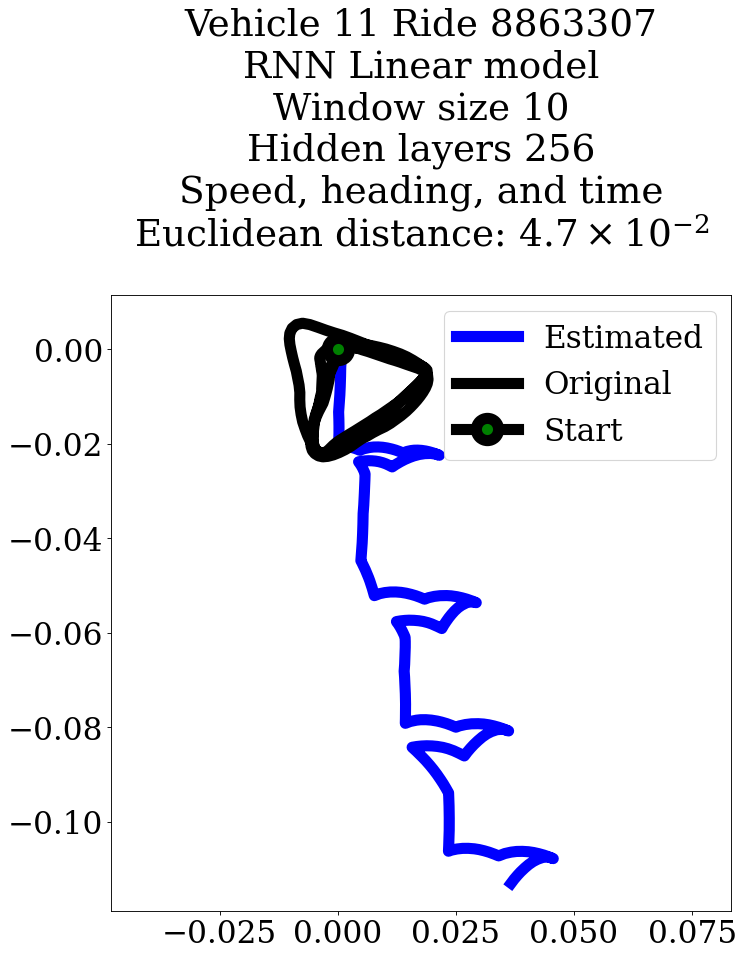 Vehicle 11 Ride 8863307
RNN Linear model
Window size 10
Hidden layers 256
Speed, heading, and time
Euclidean distance: 4.7 × 10⁻²
Estimated
Original
Start
0.00
−0.02
−0.04
−0.06
−0.08
−0.10
−0.025 0.000 0.025 0.050 0.075